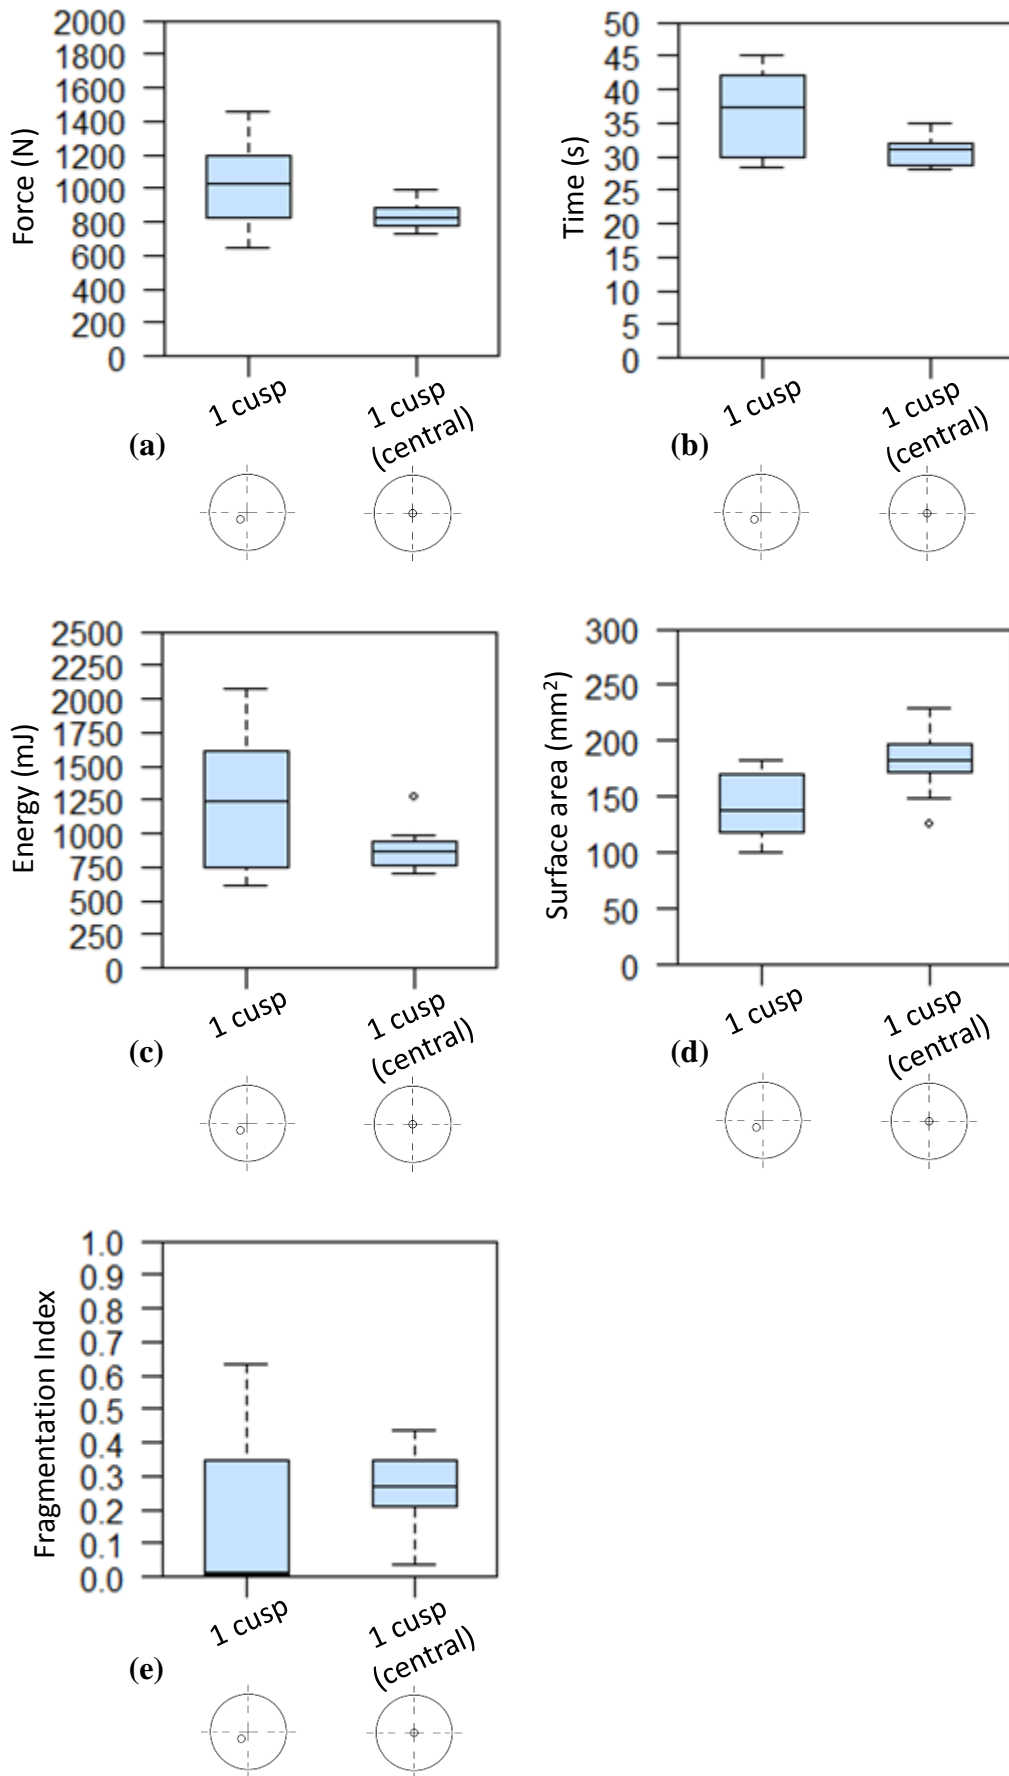 2000
1800
1600
1400
1200
1000
800
600
400
200
0
Force (N)
1 cusp
1 cusp
(central)
(a)
50
45
40
35
30
25
20
15
10
5
0
Time (s)
1 cusp
1 cusp
(central)
(b)
2500
2250
2000
1750
1500
1250
1000
750
500
250
0
Energy (mJ)
1 cusp
1 cusp
(central)
(c)
300
250
200
150
100
50
0
Surface area (mm²)
1 cusp
1 cusp
(central)
(d)
1.0
0.9
0.8
0.7
0.6
0.5
0.4
0.3
0.2
0.1
0.0
Fragmentation Index
1 cusp
1 cusp
(central)
(e)